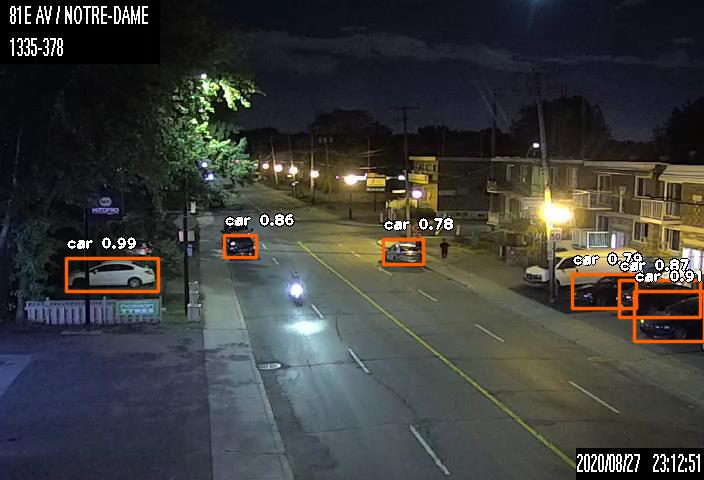 81E AV / NOTRE-DAME
1335-378
car 0.86
car 0.78
car 0.99
car 0.79
car 0.87
car 0.91
AUTOPRO
2020/08/27 23:12:51